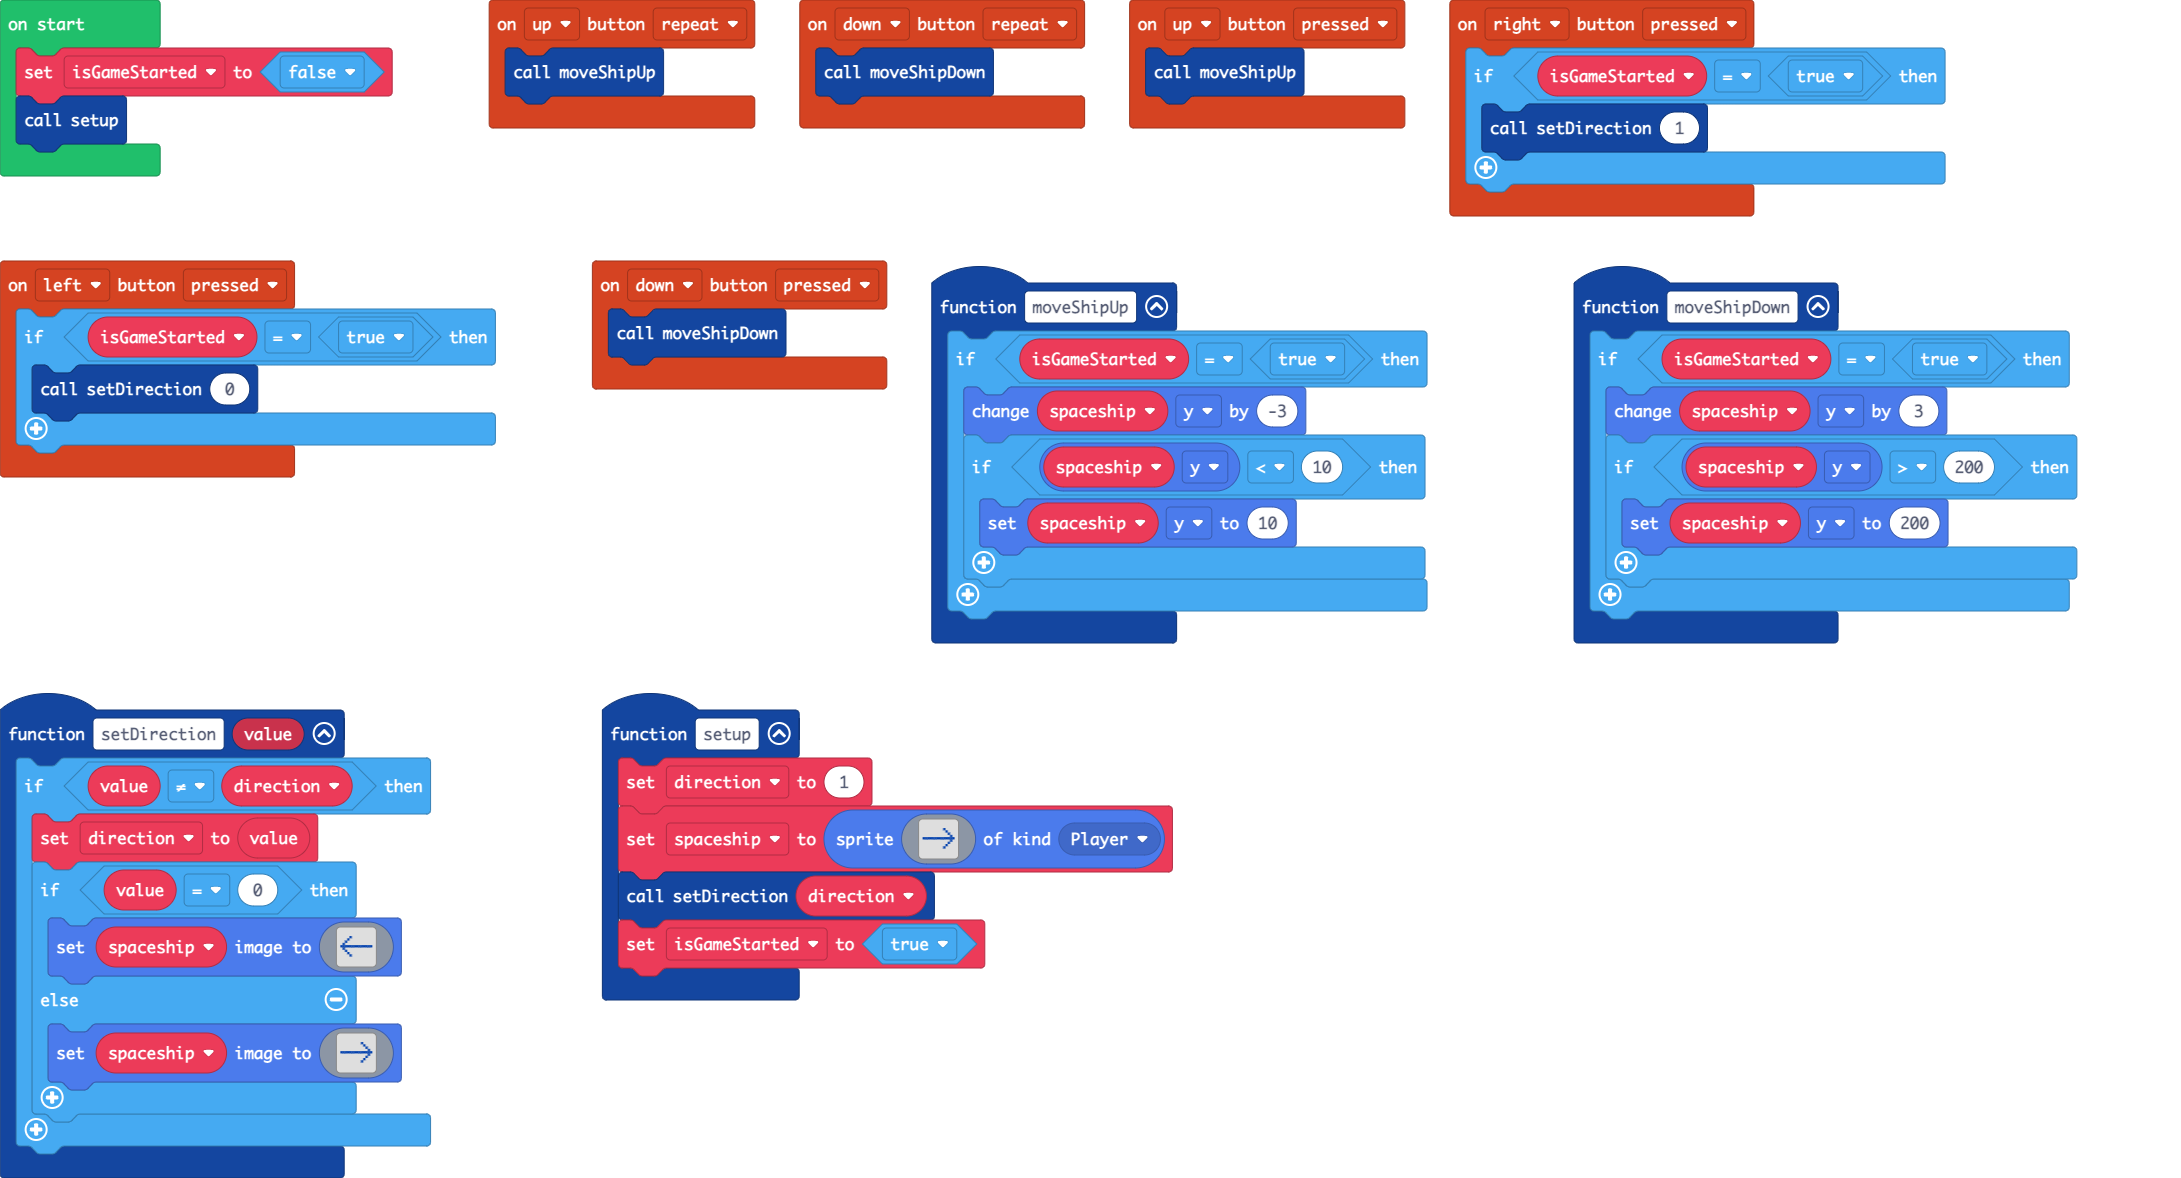 on start
set isGameStarted to false
call setup
on up button repeat
call moveShipUp
on down button repeat
call moveShipDown
on up button pressed
call moveShipUp
on right button pressed
if isGameStarted = true then
call setDirection 1
on left button pressed
if isGameStarted = true then
call setDirection 0
on down button pressed
call moveShipDown
function moveShipUp
if isGameStarted = true then
change spaceship y by -3
if spaceship y < 10 then
set spaceship y to 10
function moveShipDown
if isGameStarted = true then
change spaceship y by 3
if spaceship y > 200 then
set spaceship y to 200
function setDirection value
if value ≠ direction then
set direction to value
if value = 0 then
set spaceship image to
else
set spaceship image to
function setup
set direction to 1
set spaceship to sprite of kind Player
call setDirection direction
set isGameStarted to true